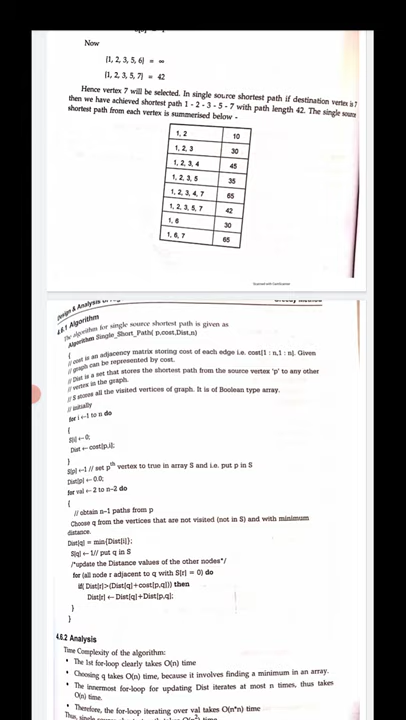 Now
{1, 2, 3, 5, 6} = ∞
{1, 2, 3, 5, 7} = 42
Hence vertex 7 will be selected. In single source shortest path if destination vertex is 7
then we have achieved shortest path 1 - 2 - 3 - 5 - 7 with path length 42. The single source
shortest path from each vertex is summerised below -
1, 2 10
1, 2, 3 30
1, 2, 3, 4 45
1, 2, 3, 5 35
1, 2, 3, 4, 7 65
1, 2, 3, 5, 7 42
1, 6 30
1, 6, 7 65
Scanned with CamScanner
Design & Analysis of
4.6.1 Algorithm
The algorithm for single source shortest path is given as
Algorithm Single_Short_Path( p,cost,Dist,n)
{
// cost is an adjacency matrix storing cost of each edge i.e. cost[1 : n,1 : n]. Given
// graph can be represented by cost.
// Dist is a set that stores the shortest path from the source vertex 'p' to any other
// vertex in the graph.
// S stores all the visited vertices of graph. It is of Boolean type array.
// initially
for i ←1 to n do
{
S[i] ←0;
Dist ← cost[p,i];
}
S[p] ←1 // set pth vertex to true in array S and i.e. put p in S
Dist[p] ← 0.0;
for val ← 2 to n–2 do
{
// obtain n–1 paths from p
Choose q from the vertices that are not visited (not in S) and with minimum
distance.
Dist[q] = min{Dist[i]};
S[q] ← 1// put q in S
/*update the Distance values of the other nodes*/
for (all node r adjacent to q with S[r] = 0) do
if( Dist[r]>(Dist[q]+cost[p,q])) then
Dist[r] ← Dist[q]+Dist[p,q];
}
}
4.6.2 Analysis
Time Complexity of the algorithm:
• The 1st for-loop clearly takes O(n) time
• Choosing q takes O(n) time, because it involves finding a minimum in an array.
• The innermost for-loop for updating Dist iterates at most n times, thus takes
O(n) time.
• Therefore, the for-loop iterating over val takes O(n*n) time
Thus, single